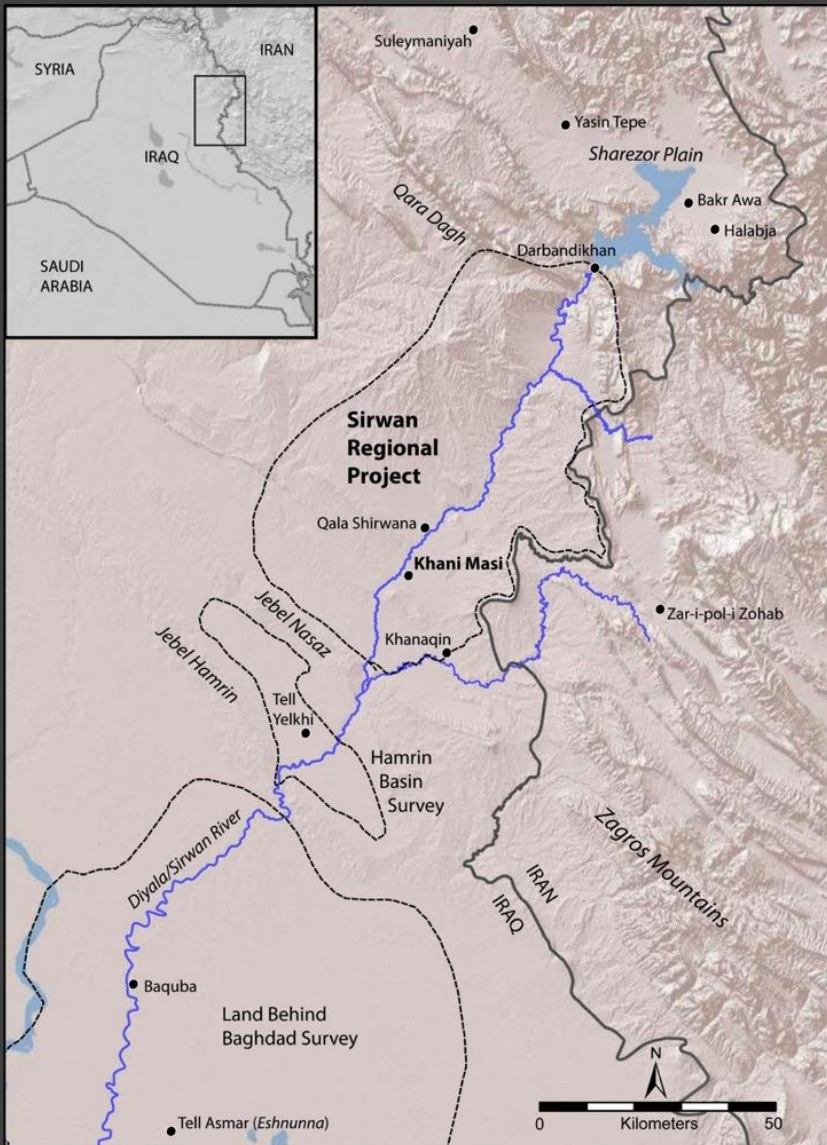 SYRIA
IRAN
IRAQ
SAUDI
ARABIA
Suleymaniyah
Yasin Tepe
Sharezor Plain
Bakr Awa
Halabja
Qara Dagh
Darbandikhan
Sirwan
Regional
Project
Qala Shirwana
Khani Masi
Zar-i-pol-i Zohab
Jebel Nasaz
Khanaqin
Jebel Hamrin
Tell
Yelkhi
Hamrin
Basin
Survey
Diyala/Sirwan River
Zagros Mountains
IRAN
IRAQ
Baquba
Land Behind
Baghdad Survey
N
0
Kilometers
50
Tell Asmar (Eshnunna)